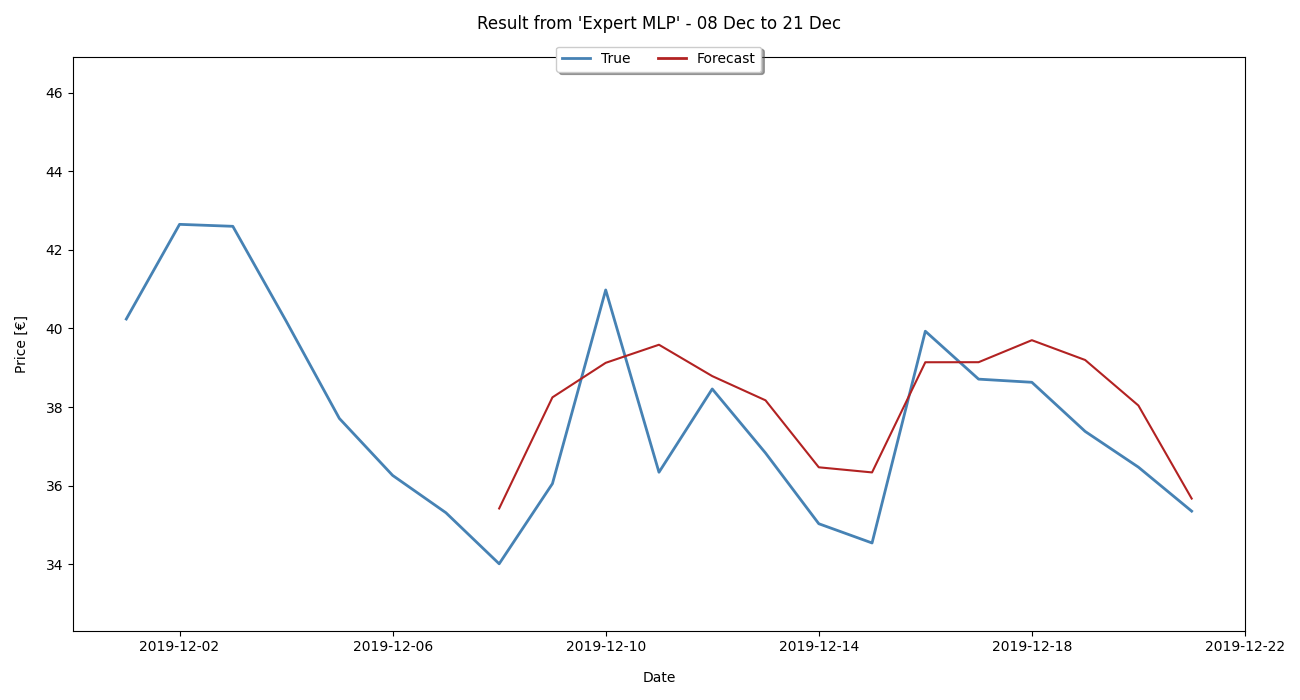 Result from 'Expert MLP' - 08 Dec to 21 Dec
True Forecast
46
44
42
40
38
36
34
Price [€]
2019-12-02 2019-12-06 2019-12-10 2019-12-14 2019-12-18 2019-12-22
Date